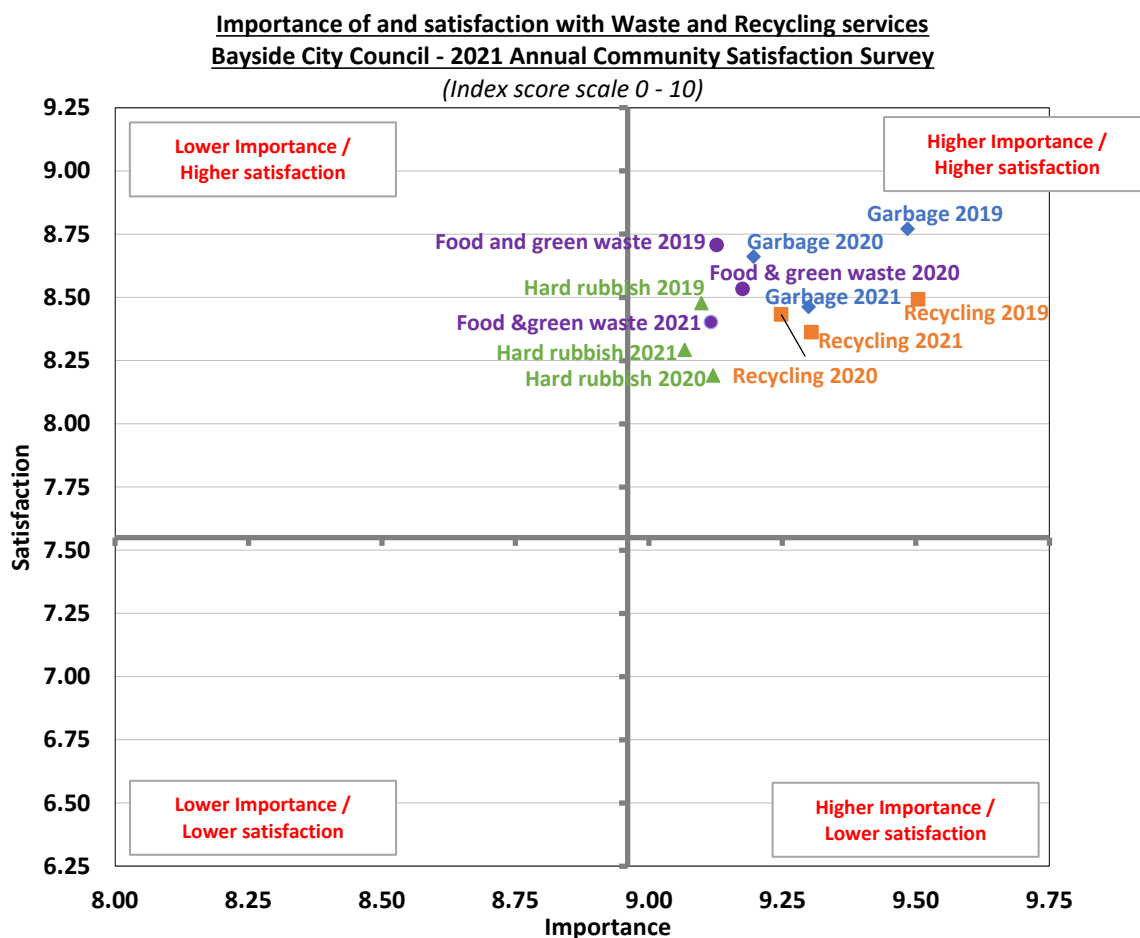 Importance of and satisfaction with Waste and Recycling services
Bayside City Council - 2021 Annual Community Satisfaction Survey
(Index score scale 0 - 10)
9.25
9.00
8.75
8.50
8.25
8.00
7.75
7.50
7.25
7.00
6.75
6.50
6.25
Satisfaction
Lower Importance /
Higher satisfaction
Higher Importance /
Higher satisfaction
Garbage 2019
Food and green waste 2019
Garbage 2020
Food & green waste 2020
Hard rubbish 2019
Garbage 2021
Recycling 2019
Food &green waste 2021
Recycling 2021
Hard rubbish 2021
Recycling 2020
Hard rubbish 2020
Lower Importance /
Lower satisfaction
Higher Importance /
Lower satisfaction
8.00
8.25
8.50
8.75
9.00
9.25
9.50
9.75
Importance